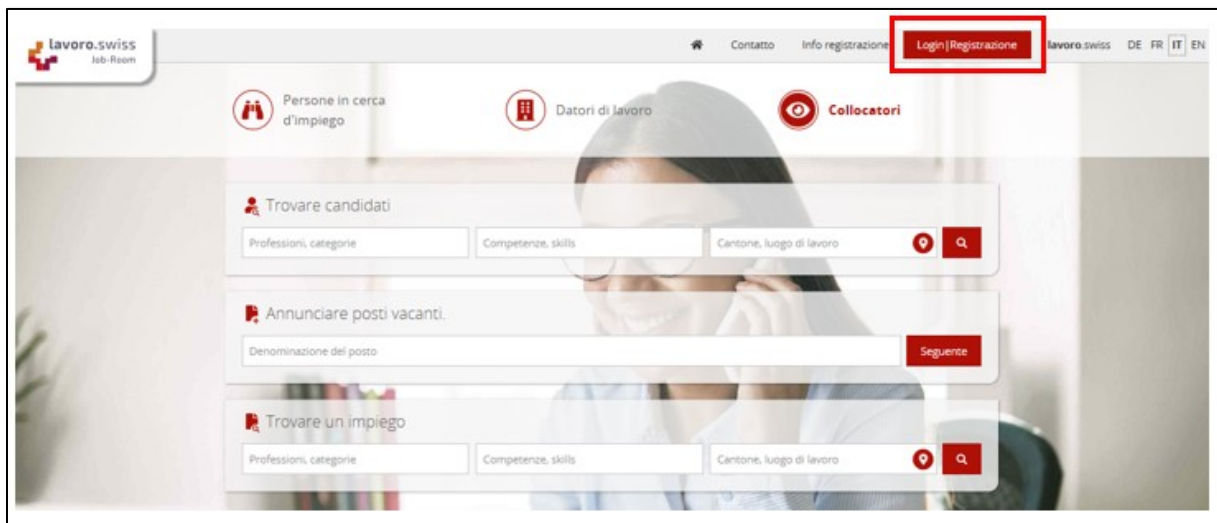 lavoro.swiss
Job-Room
Contatto
Info registrazione
Login|Registrazione
lavoro.swiss
DE FR IT EN
Persone in cerca
d'impiego
Datori di lavoro
Collocatori
Trovare candidati
Professioni, categorie
Competenze, skills
Cantone, luogo di lavoro
Annunciare posti vacanti.
Denominazione del posto
Seguente
Trovare un impiego
Professioni, categorie
Competenze, skills
Cantone, luogo di lavoro